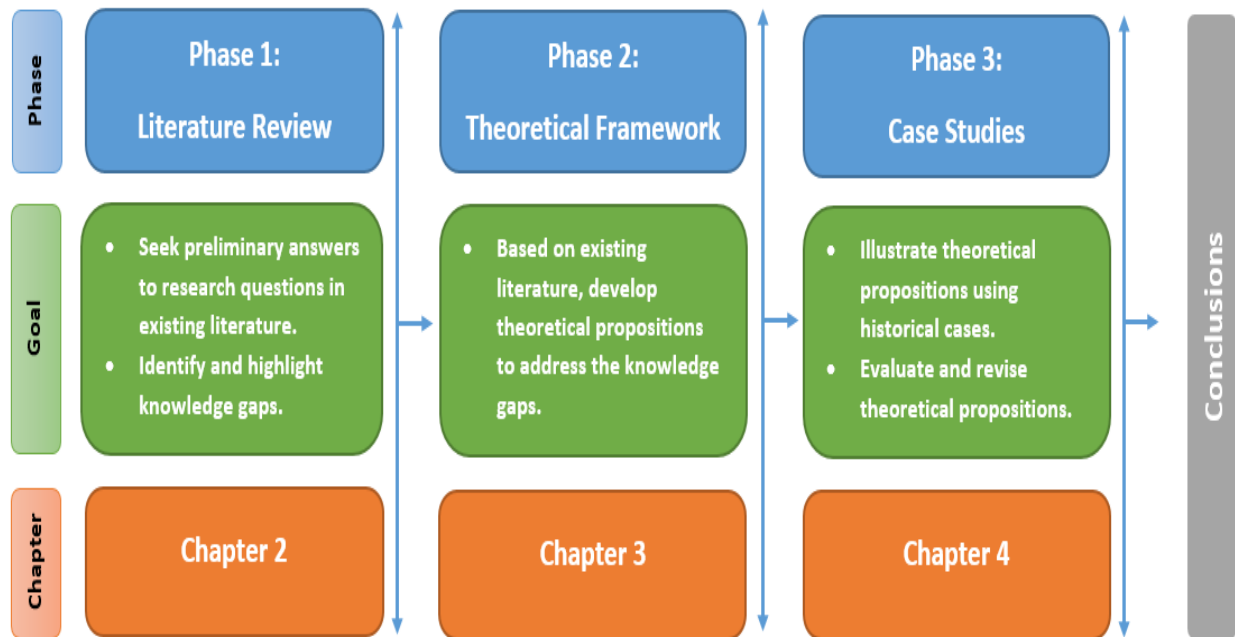 Phase
Phase 1:
Literature Review
Phase 2:
Theoretical Framework
Phase 3:
Case Studies
Goal
• Seek preliminary answers
to research questions in
existing literature.
• Identify and highlight
knowledge gaps.
• Based on existing
literature, develop
theoretical propositions
to address the knowledge
gaps.
• Illustrate theoretical
propositions using
historical cases.
• Evaluate and revise
theoretical propositions.
Chapter
Chapter 2
Chapter 3
Chapter 4
Conclusions